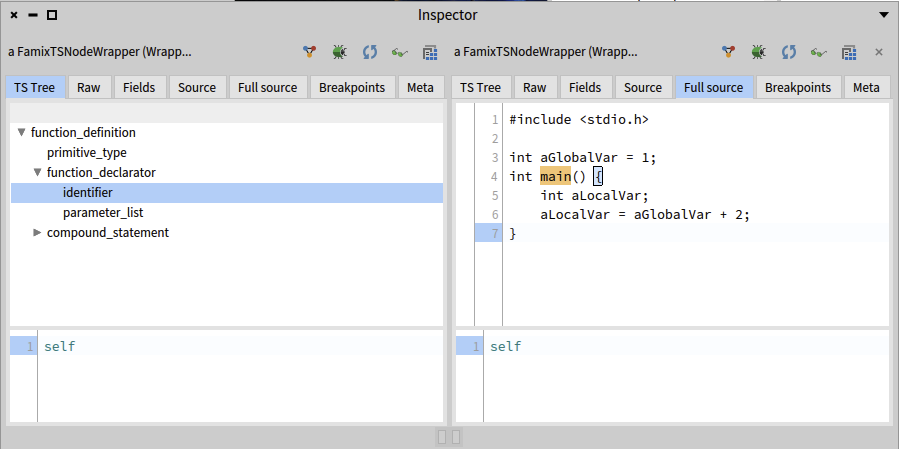 Inspector
a FamixTSNodeWrapper (Wrapp...
TS Tree Raw Fields Source Full source Breakpoints Meta
function_definition
primitive_type
function_declarator
identifier
parameter_list
compound_statement
1 self
a FamixTSNodeWrapper (Wrapp...
TS Tree Raw Fields Source Full source Breakpoints Meta
1 #include <stdio.h>
2
3 int aGlobalVar = 1;
4 int main() {
5     int aLocalVar;
6     aLocalVar = aGlobalVar + 2;
7 }
1 self